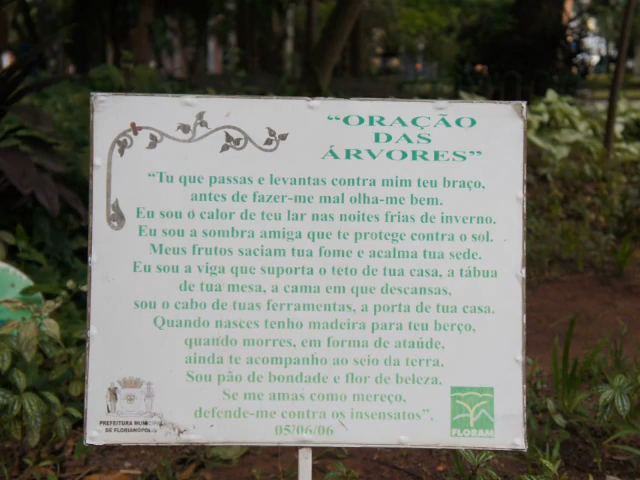 “ORAÇÃO
DAS
ÁRVORES”
“Tu que passas e levantas contra mim teu braço,
antes de fazer-me mal olha-me bem.
Eu sou o calor de teu lar nas noites frias de inverno.
Eu sou a sombra amiga que te protege contra o sol.
Meus frutos saciam tua fome e acalma tua sede.
Eu sou a viga que suporta o teto de tua casa, a tábua
de tua mesa, a cama em que descansas,
sou o cabo de tuas ferramentas, a porta de tua casa.
Quando nasces tenho madeira para teu berço,
quando morres, em forma de ataúde,
ainda te acompanho ao seio da terra.
Sou pão de bondade e flor de beleza.
Se me amas como mereço,
defende-me contra os insensatos”.
05/06/06
PREFEITURA MUNICIPAL
DE FLORIANÓPOLIS
FLORAM